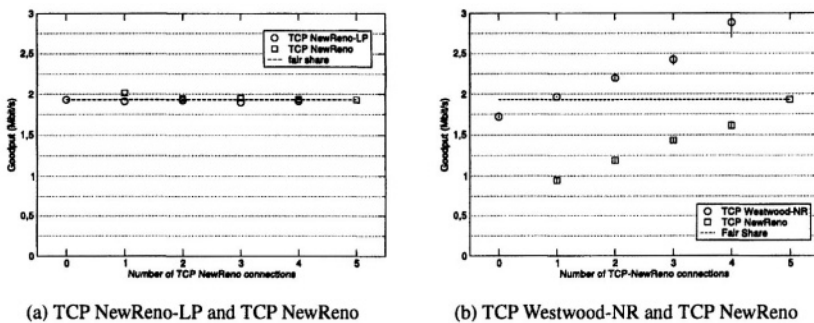 TCP NewReno-LP
TCP NewReno
fair share
Goodput (Mbit/s)
3
2,5
2
1,5
1
0,5
0
0 1 2 3 4 5
Number of TCP NewReno connections
(a) TCP NewReno-LP and TCP NewReno
Goodput (Mbit/s)
3
2,5
2
1,5
1
0,5
0
TCP Westwood-NR
TCP NewReno
Fair Share
0 1 2 3 4 5
Number of TCP-NewReno connections
(b) TCP Westwood-NR and TCP NewReno